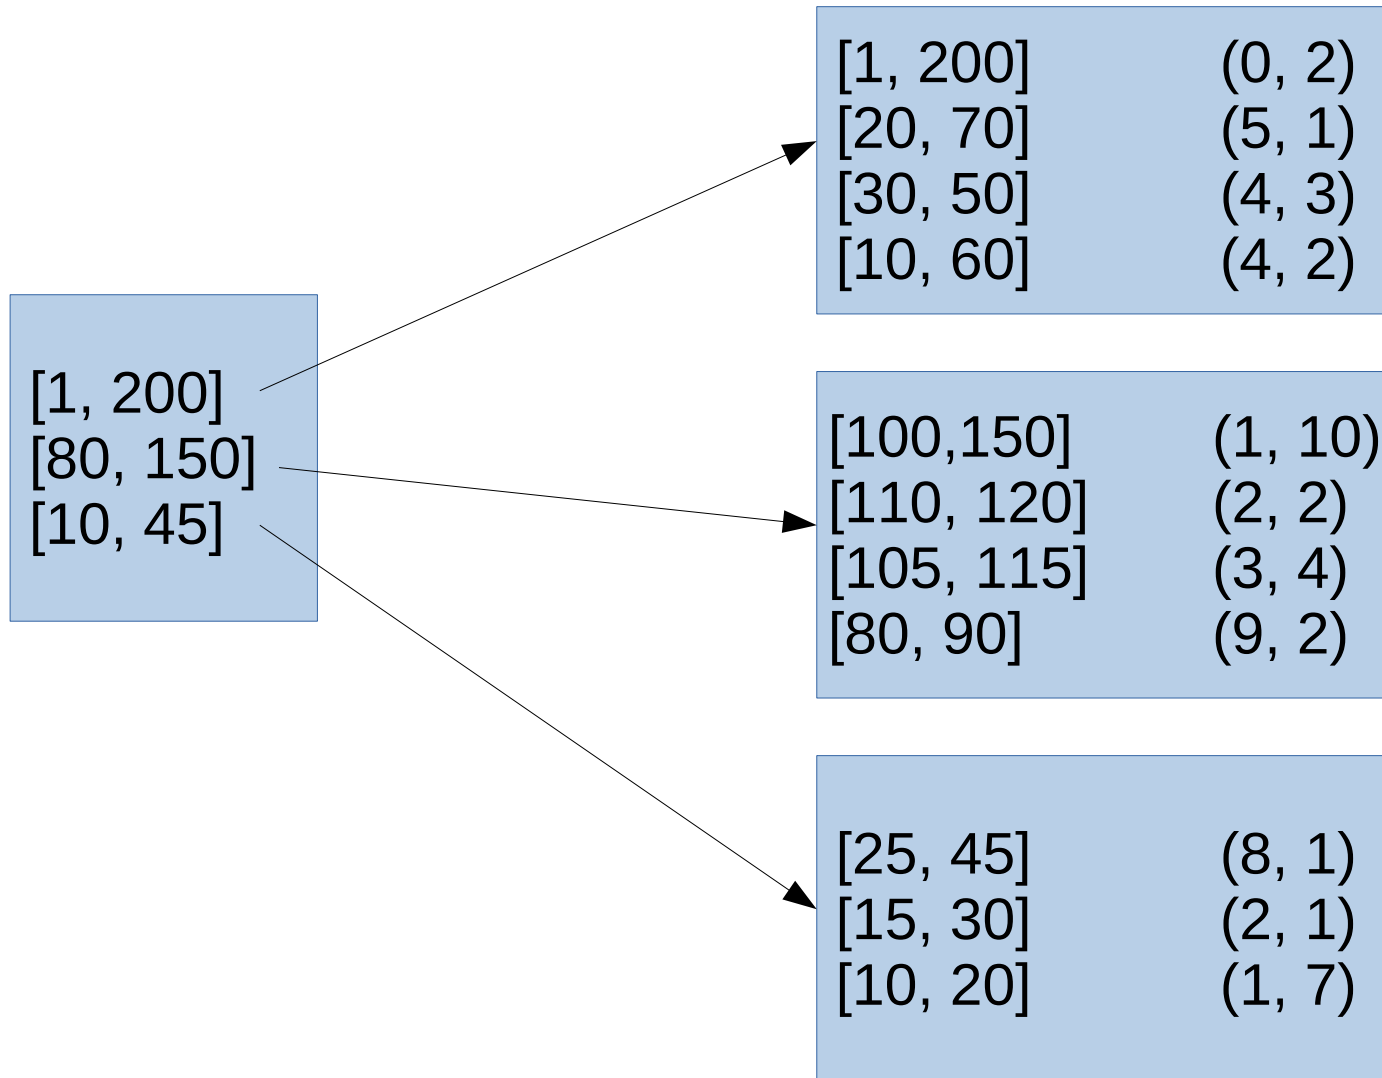 [1, 200]
[80, 150]
[10, 45]
[1, 200] (0, 2)
[20, 70] (5, 1)
[30, 50] (4, 3)
[10, 60] (4, 2)
[100,150] (1, 10)
[110, 120] (2, 2)
[105, 115] (3, 4)
[80, 90] (9, 2)
[25, 45] (8, 1)
[15, 30] (2, 1)
[10, 20] (1, 7)